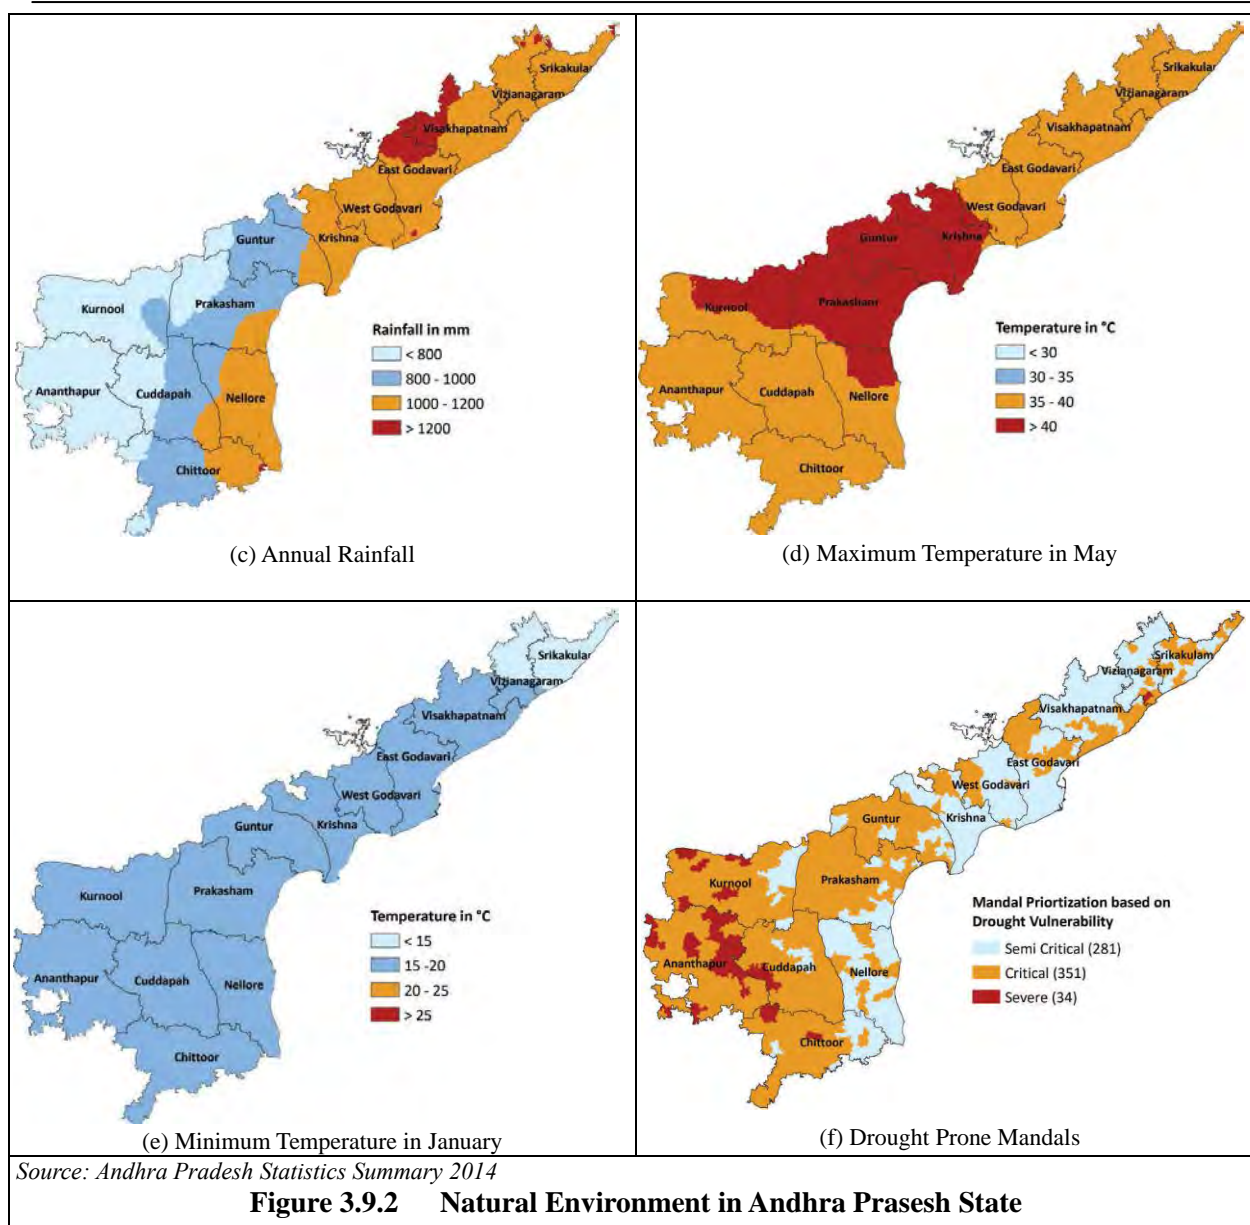 Srikakular
Vizianagaram
Visakhapatnam
East Godavari
West Godavari
Guntur
Krishna
Prakasham
Kurnool
Rainfall in mm
< 800
800 - 1000
1000 - 1200
> 1200
Ananthapur
Cuddapah
Nellore
Chittoor
(c) Annual Rainfall
Srikakular
Vizianagaram
Visakhapatnam
East Godavari
West Godavari
Guntur
Krishna
Prakasham
Kurnool
Temperature in °C
< 30
30 - 35
35 - 40
> 40
Ananthapur
Cuddapah
Nellore
Chittoor
(d) Maximum Temperature in May
Srikakular
Vizianagaram
Visakhapatnam
East Godavari
West Godavari
Guntur
Krishna
Prakasham
Kurnool
Temperature in °C
< 15
15 -20
20 - 25
> 25
Ananthapur
Cuddapah
Nellore
Chittoor
(e) Minimum Temperature in January
Srikakulam
Vizianagaram
Visakhapatnam
East Godavari
West Godavari
Guntur
Krishna
Prakasham
Kurnool
Mandal Priortization based on
Drought Vulnerability
Semi Critical (281)
Critical (351)
Severe (34)
Ananthapur
Cuddapah
Nellore
Chittoor
(f) Drought Prone Mandals
Source: Andhra Pradesh Statistics Summary 2014
Figure 3.9.2 Natural Environment in Andhra Prasesh State